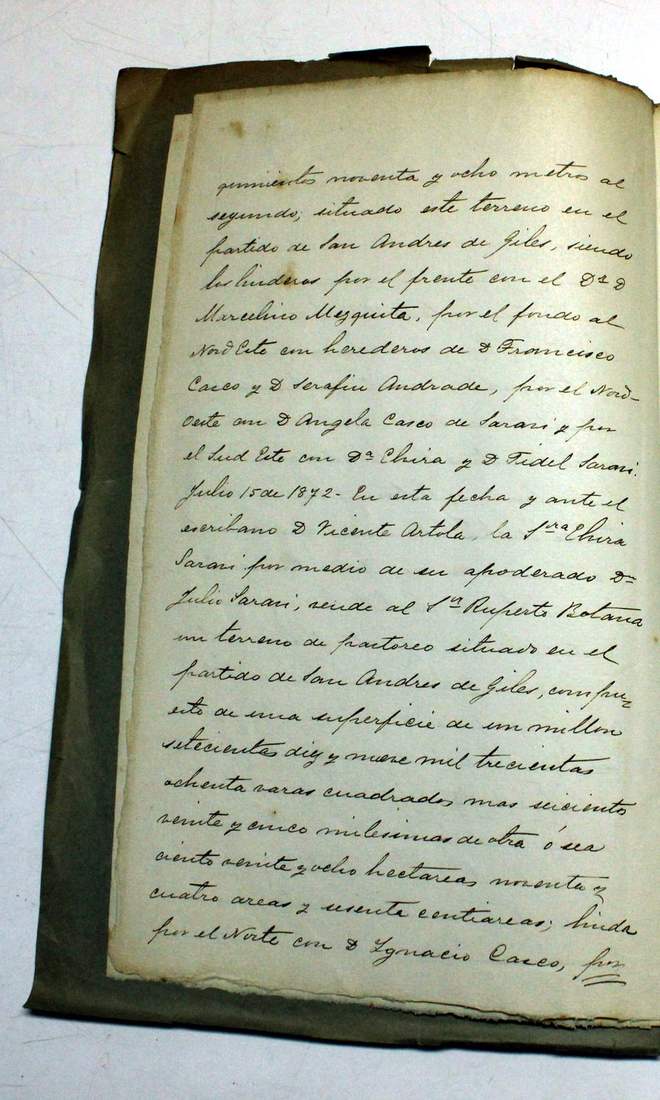 quinientos noventa y ocho metros al
segundo; situado este terreno en el
partido de San Andres de Giles, siendo
los linderos por el frente con el Dr D
Marcelino Mezquita, por el fondo al
Nord Este con herederos de D Francisco
Casco y D Serafin Andrade, por el Nord-
Oeste con D Angela Casco de Sarasi y por
el Sud Este con Da Elvira y D Fidel Sarasi.
Julio 15 de 1872 - En esta fecha y ante el
escribano D Vicente Artola, la Sra Elvira
Sarasi por medio de su apoderado Dn
Julio Sarasi, vende al Sr Ruperto Botana
un terreno de pastoreo situado en el
partido de San Andres de Giles, compu=
esto de una superficie de un millon
setecientas diez y nueve mil trecientas
ochenta varas cuadradas mas seiciento
veinte y cinco milesimas de otra ó sea
ciento veinte y ocho hectareas noventa y
cuatro areas y sesenta centiareas; linda
por el Norte con D Ygnacio Casco, por